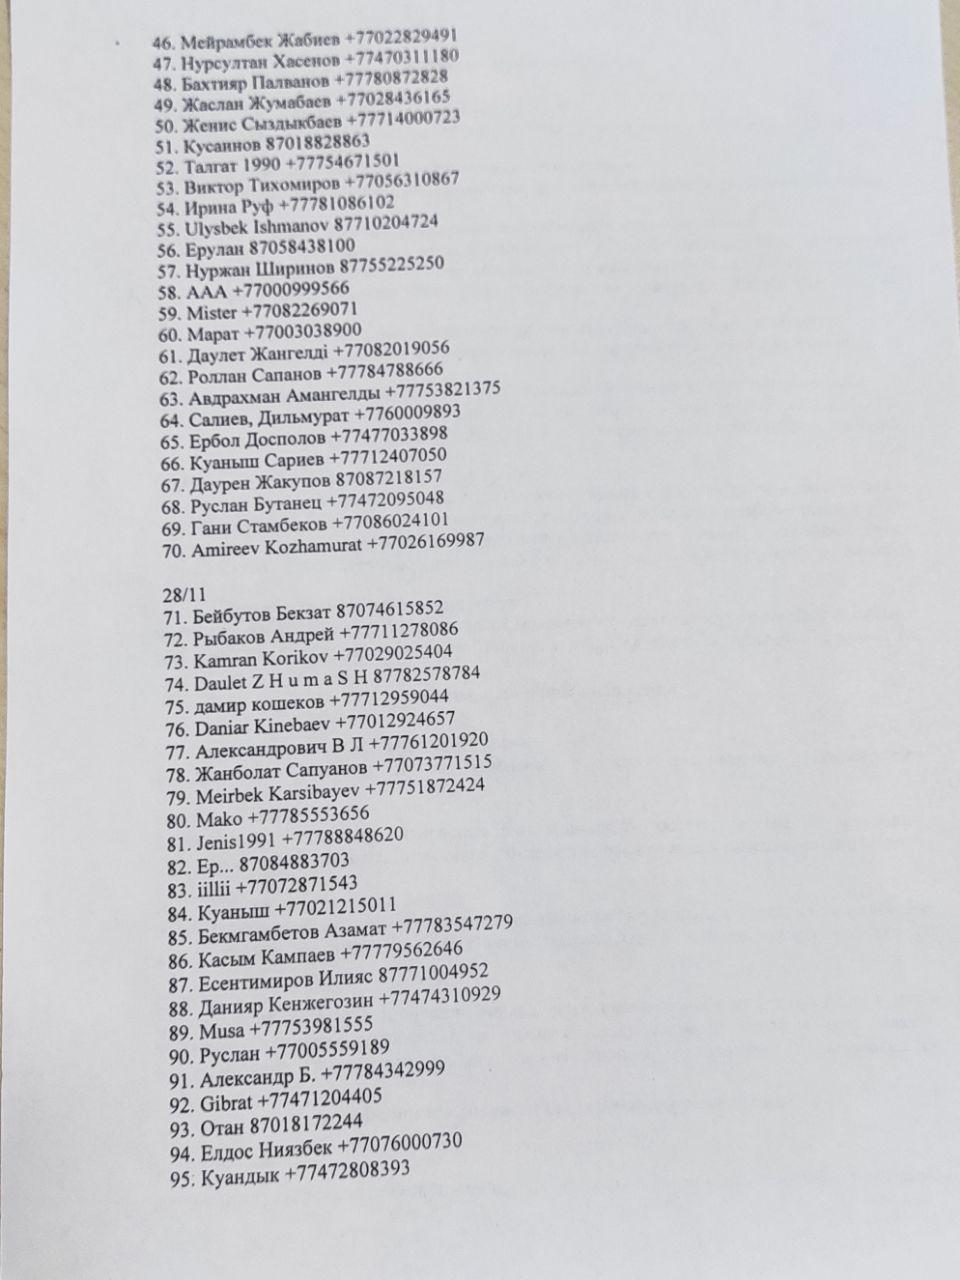 46. Мейрамбек Жабиев +77022829491
47. Нурсултан Хасенов +77470311180
48. Бахтияр Палванов +77780872828
49. Жаслан Жумабаев +77028436165
50. Женис Сыздыкбаев +77714000723
51. Кусаинов 87018828863
52. Талгат 1990 +77754671501
53. Виктор Тихомиров +77056310867
54. Ирина Руф +77781086102
55. Ulysbek Ishmanov 87710204724
56. Ерулан 87058438100
57. Нуржан Ширинов 87755225250
58. ААА +77000999566
59. Mister +77082269071
60. Марат +77003038900
61. Даулет Жангелді +77082019056
62. Роллан Сапанов +77784788666
63. Авдрахман Амангелды +77753821375
64. Салиев, Дильмурат +7760009893
65. Ербол Досполов +77477033898
66. Куаныш Сариев +77712407050
67. Даурен Жакупов 87087218157
68. Руслан Бутанец +77472095048
69. Гани Стамбеков +77086024101
70. Amireev Kozhamurat +77026169987
28/11
71. Бейбутов Бекзат 87074615852
72. Рыбаков Андрей +77711278086
73. Kamran Korikov +77029025404
74. Daulet Z H u m a S H 87782578784
75. дамир кошеков +77712959044
76. Daniar Kinebaev +77012924657
77. Александрович В Л +77761201920
78. Жанболат Сапуанов +77073771515
79. Meirbek Karsibayev +77751872424
80. Mako +77785553656
81. Jenis1991 +77788848620
82. Ер... 87084883703
83. iillii +77072871543
84. Куаныш +77021215011
85. Бекмгамбетов Азамат +77783547279
86. Касым Кампаев +77779562646
87. Есентимиров Илияс 87771004952
88. Данияр Кенжегозин +77474310929
89. Musa +77753981555
90. Руслан +77005559189
91. Александр Б. +77784342999
92. Gibrat +77471204405
93. Отан 87018172244
94. Елдос Ниязбек +77076000730
95. Куандык +77472808393